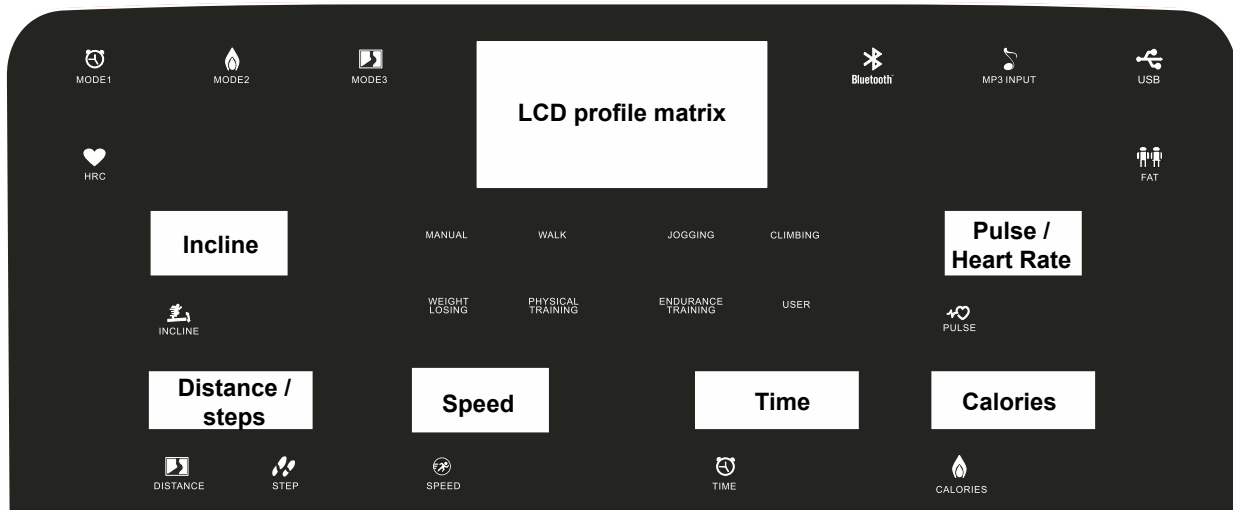 MODE1
MODE2
MODE3
LCD profile matrix
Bluetooth
MP3 INPUT
USB
HRC
FAT
Incline
MANUAL
WALK
JOGGING
CLIMBING
Pulse /
Heart Rate
WEIGHT
LOSING
PHYSICAL
TRAINING
ENDURANCE
TRAINING
USER
INCLINE
PULSE
Distance /
steps
Speed
Time
Calories
DISTANCE
STEP
SPEED
TIME
CALORIES